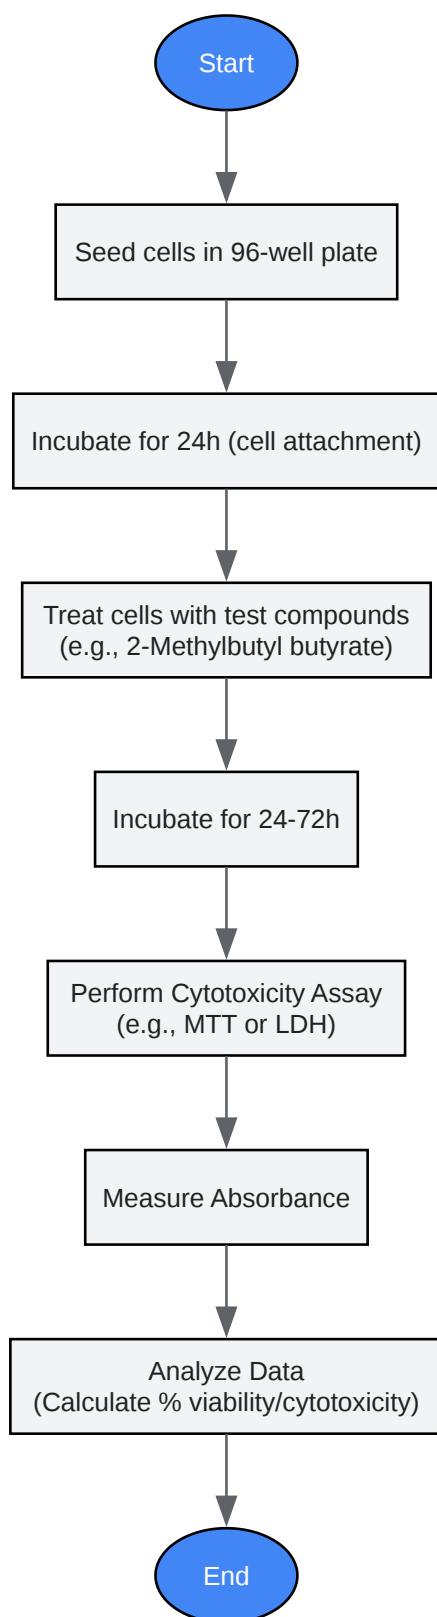 Start
Seed cells in 96-well plate
Incubate for 24h (cell attachment)
Treat cells with test compounds
(e.g., 2-Methylbutyl butyrate)
Incubate for 24-72h
Perform Cytotoxicity Assay
(e.g., MTT or LDH)
Measure Absorbance
Analyze Data
(Calculate % viability/cytotoxicity)
End